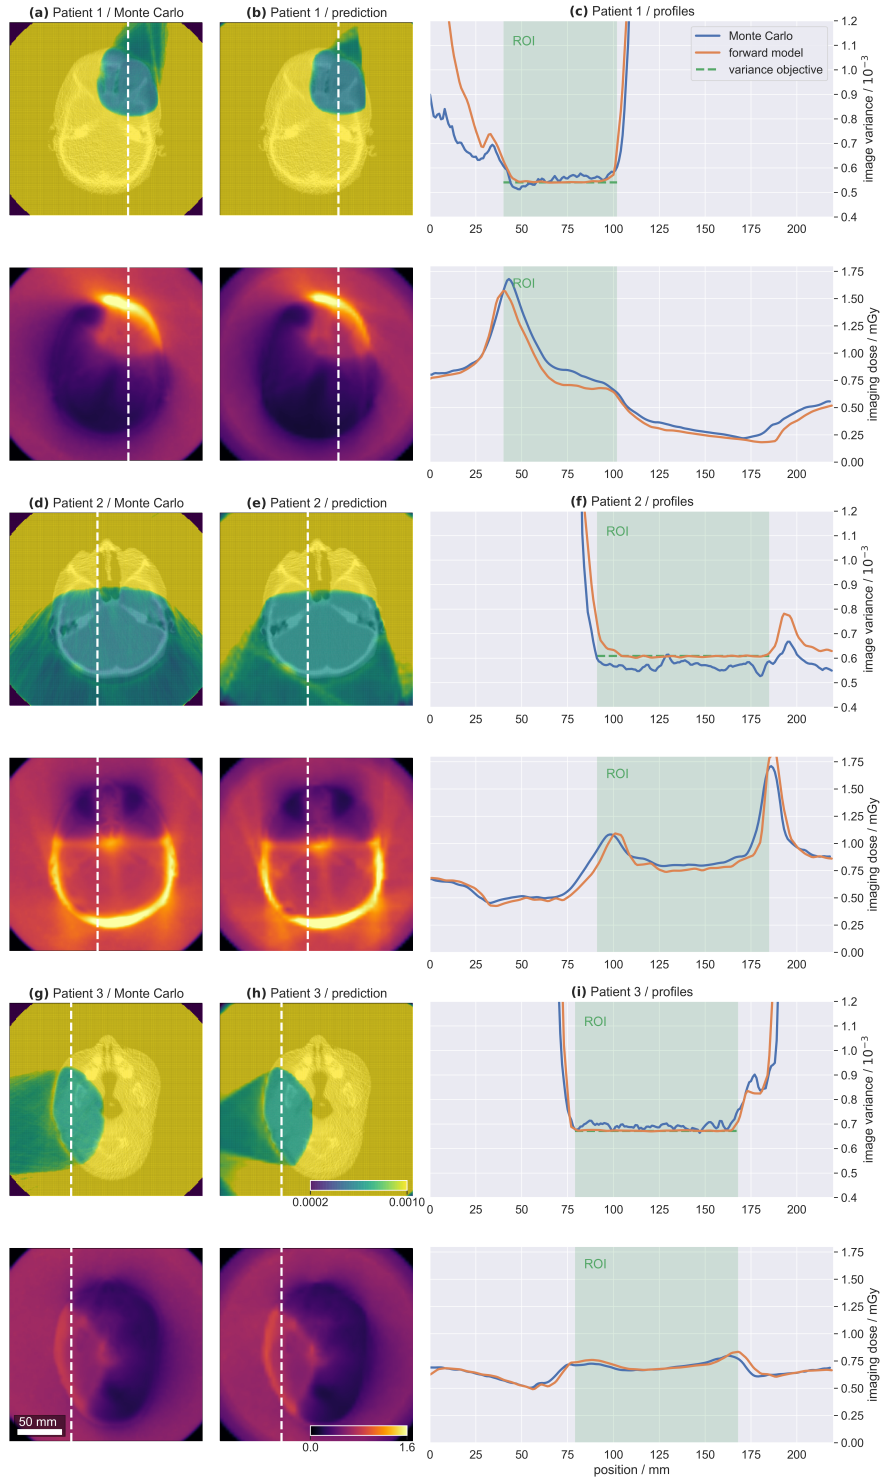 (a) Patient 1 / Monte Carlo
(b) Patient 1 / prediction
(c) Patient 1 / profiles
ROI
Monte Carlo
forward model
variance objective
1.2
1.1
1.0
0.9
0.8
0.7
0.6
0.5
0.4
image variance / 10⁻³
0 25 50 75 100 125 150 175 200
ROI
1.75
1.50
1.25
1.00
0.75
0.50
0.25
0.00
imaging dose / mGy
0 25 50 75 100 125 150 175 200
(d) Patient 2 / Monte Carlo
(e) Patient 2 / prediction
(f) Patient 2 / profiles
ROI
1.2
1.1
1.0
0.9
0.8
0.7
0.6
0.5
0.4
image variance / 10⁻³
0 25 50 75 100 125 150 175 200
ROI
1.75
1.50
1.25
1.00
0.75
0.50
0.25
0.00
imaging dose / mGy
0 25 50 75 100 125 150 175 200
(g) Patient 3 / Monte Carlo
(h) Patient 3 / prediction
(i) Patient 3 / profiles
ROI
1.2
1.1
1.0
0.9
0.8
0.7
0.6
0.5
0.4
image variance / 10⁻³
0.0002 0.0010
0 25 50 75 100 125 150 175 200
ROI
1.75
1.50
1.25
1.00
0.75
0.50
0.25
0.00
imaging dose / mGy
50 mm
0.0 1.6
0 25 50 75 100 125 150 175 200
position / mm